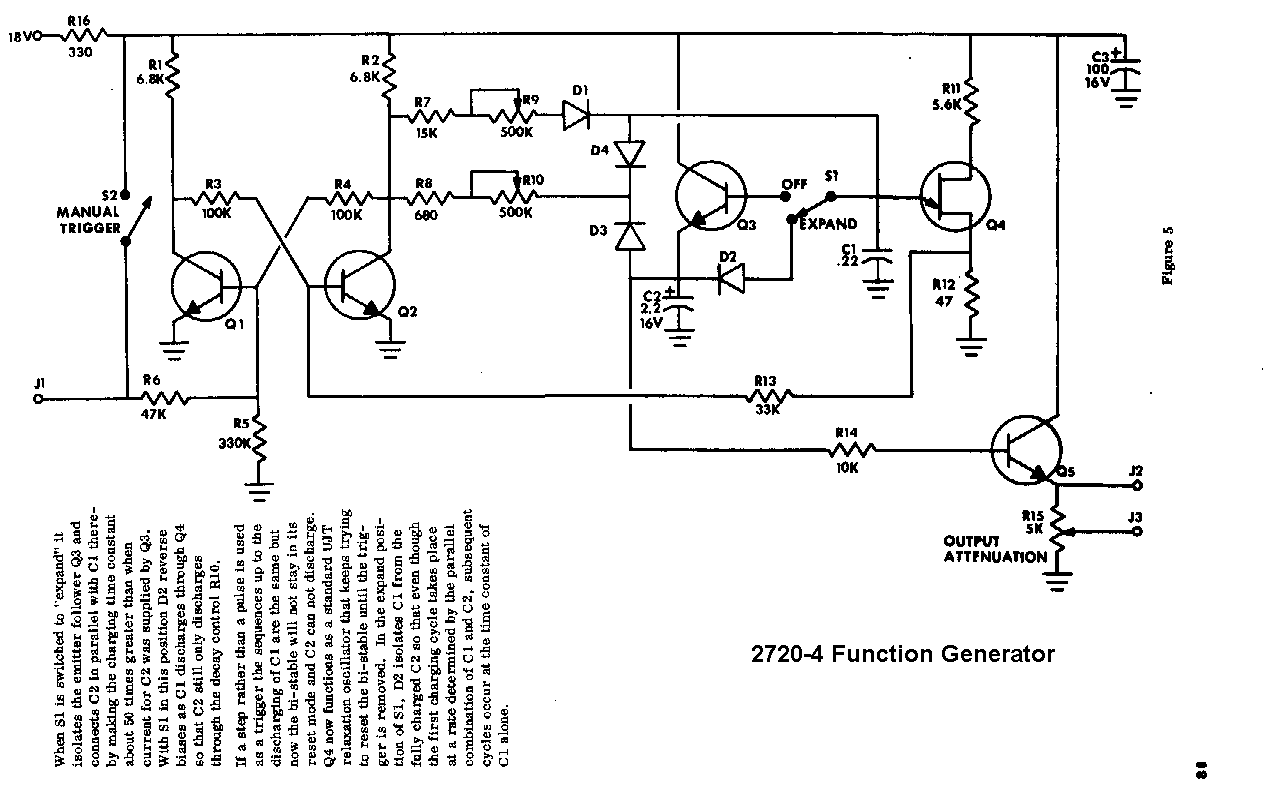 R16
18V
330
R1
6.8K
R2
6.8K
C3
+
100
16V
R11
5.6K
D1
R7
R9
15K
500K
D4
S2
MANUAL
TRIGGER
R3
100K
R4
100K
R8
680
R10
500K
OFF
S1
EXPAND
Q3
Q4
D3
D2
C1
.22
Q1
Q2
C2
+
2.2
16V
R12
47
Figure 5
J1
R6
47K
R5
330K
R13
33K
R14
10K
Q5
J2
R15
5K
J3
OUTPUT
ATTENUATION
2720-4 Function Generator
When S1 is switched to "expand" it
isolates the emitter follower Q3 and
connects C2 in parallel with C1 there-
by making the charging time constant
about 50 times greater than when
current for C2 was supplied by Q3.
With S1 in this position D2 reverse
biases as C1 discharges through Q4
so that C2 still only discharges
through the decay control R10.
If a step rather than a pulse is used
as a trigger the sequences up to the
discharging of C1 are the same but
now the bi-stable will not stay in its
reset mode and C2 can not discharge.
Q4 now functions as a standard UJT
relaxation oscillator that keeps trying
to reset the bi-stable until the trig-
ger is removed. In the expand posi-
tion of S1, D2 isolates C1 from the
fully charged C2 so that even though
the first charging cycle takes place
at a rate determined by the parallel
combination of C1 and C2, subsequent
cycles occur at the time constant of
C1 alone.